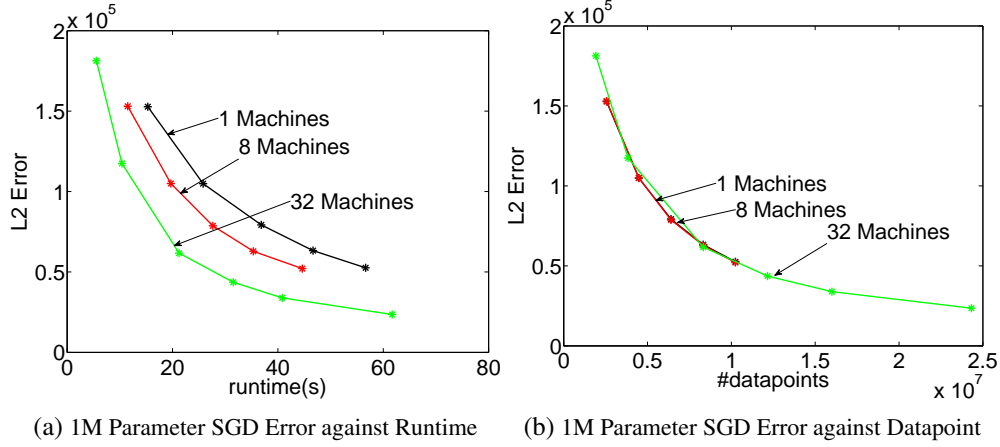 x 10^5
2
1.5
1
0.5
0
L2 Error
1 Machines
8 Machines
32 Machines
0 20 40 60 80
runtime(s)
(a) 1M Parameter SGD Error against Runtime
x 10^5
2
1.5
1
0.5
0
L2 Error
1 Machines
8 Machines
32 Machines
0 0.5 1 1.5 2 2.5
#datapoints
x 10^7
(b) 1M Parameter SGD Error against Datapoint